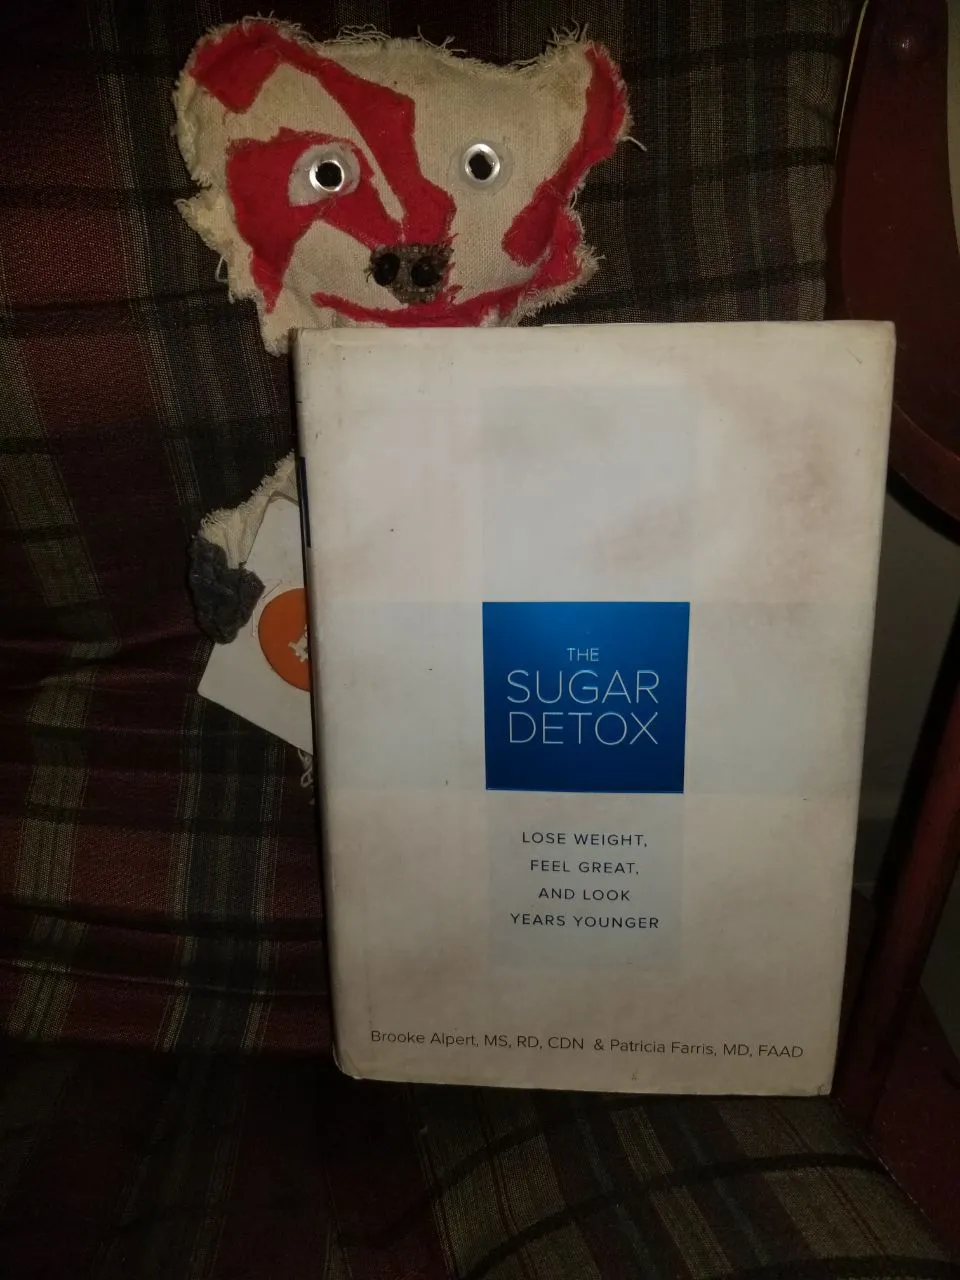 THE
SUGAR
DETOX
LOSE WEIGHT,
FEEL GREAT,
AND LOOK
YEARS YOUNGER
Brooke Alpert, MS, RD, CDN & Patricia Farris, MD, FAAD